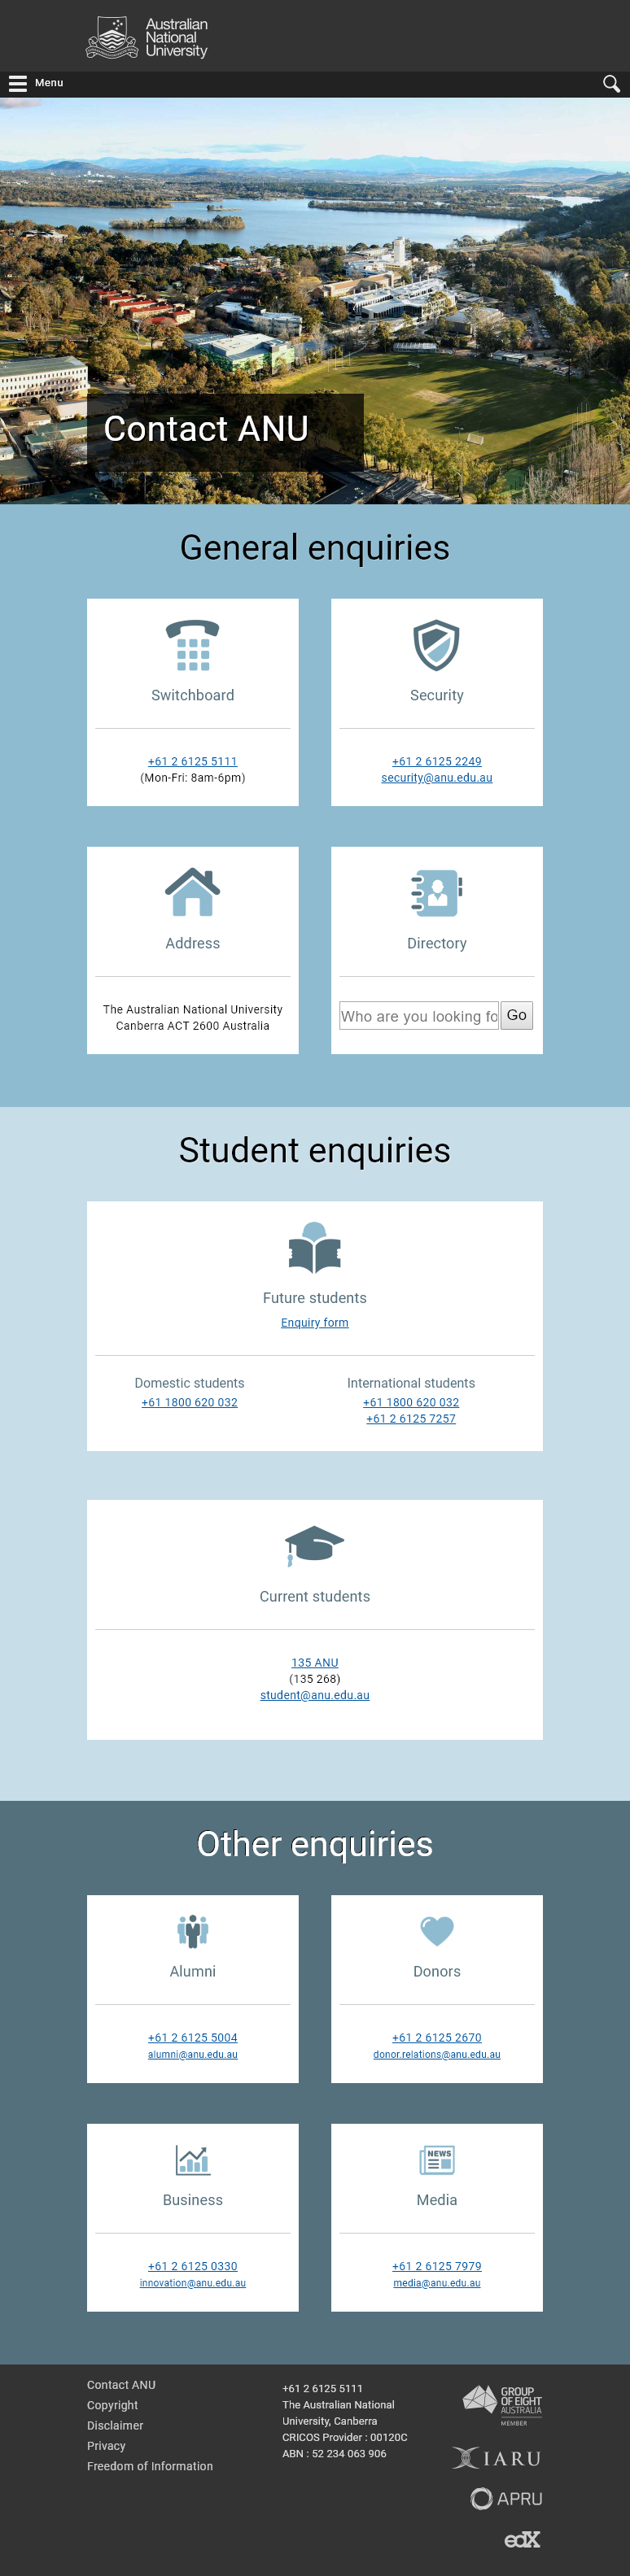 Australian
National
University
Menu
Contact ANU
General enquiries
Switchboard
+61 2 6125 5111
(Mon-Fri: 8am-6pm)
Security
+61 2 6125 2249
security@anu.edu.au
Address
The Australian National University
Canberra ACT 2600 Australia
Directory
Who are you looking fo
Go
Student enquiries
Future students
Enquiry form
Domestic students
+61 1800 620 032
International students
+61 1800 620 032
+61 2 6125 7257
Current students
135 ANU
(135 268)
student@anu.edu.au
Other enquiries
Alumni
+61 2 6125 5004
alumni@anu.edu.au
Donors
+61 2 6125 2670
donor.relations@anu.edu.au
Business
+61 2 6125 0330
innovation@anu.edu.au
NEWS
Media
+61 2 6125 7979
media@anu.edu.au
Contact ANU
Copyright
Disclaimer
Privacy
Freedom of Information
+61 2 6125 5111
The Australian National
University, Canberra
CRICOS Provider : 00120C
ABN : 52 234 063 906
GROUP
OF EIGHT
AUSTRALIA
MEMBER
IARU
APRU
edX